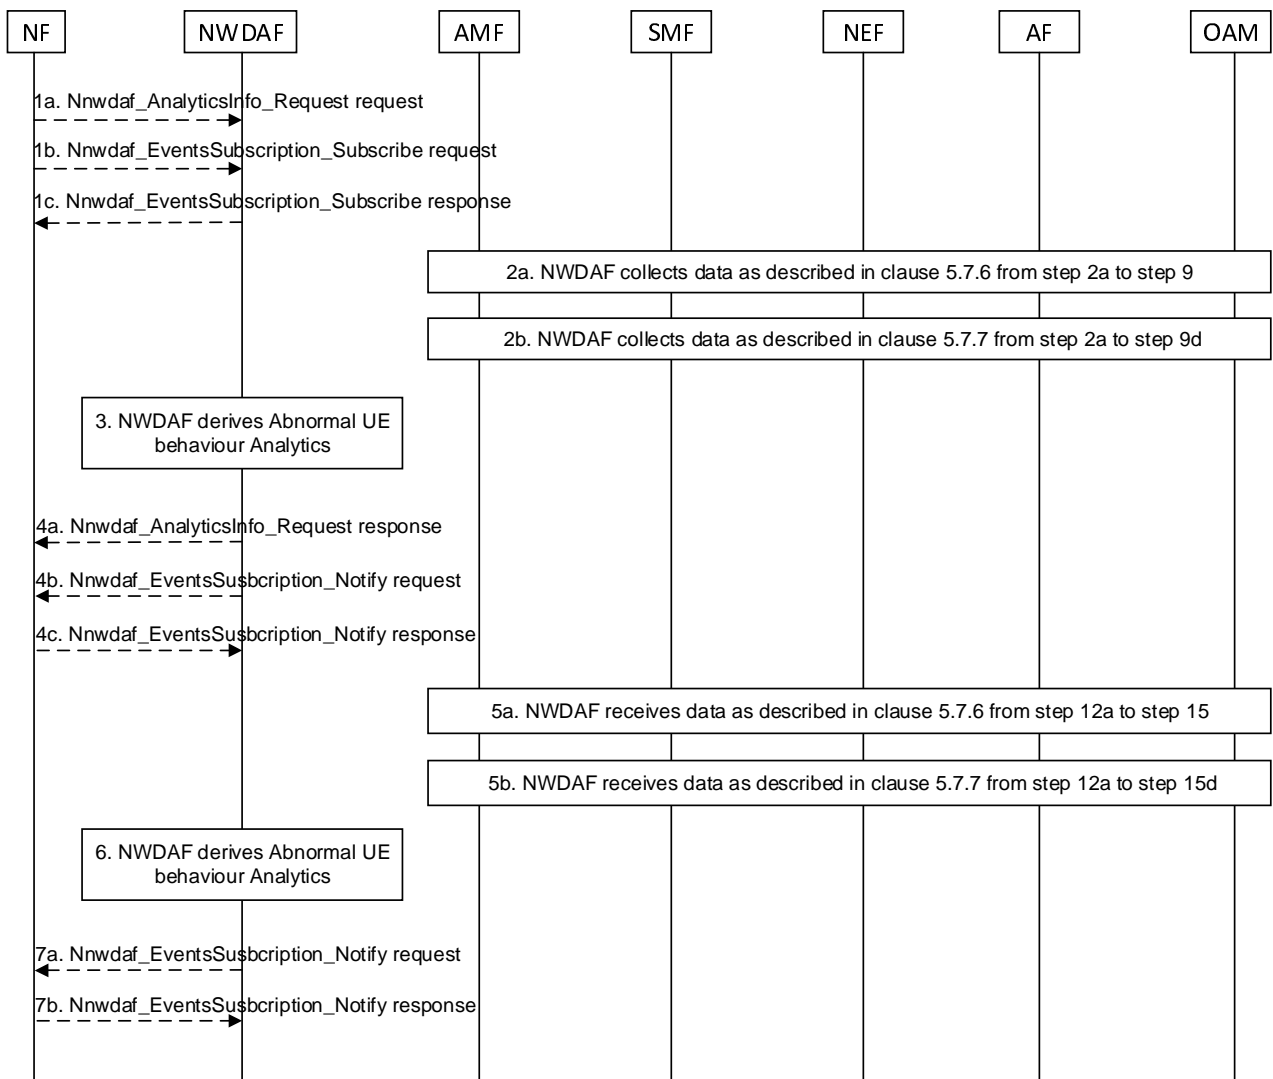 NF NWDAF AMF SMF NEF AF OAM
1a. Nnwdaf_AnalyticsInfo_Request request
1b. Nnwdaf_EventsSubscription_Subscribe request
1c. Nnwdaf_EventsSubscription_Subscribe response
2a. NWDAF collects data as described in clause 5.7.6 from step 2a to step 9
2b. NWDAF collects data as described in clause 5.7.7 from step 2a to step 9d
3. NWDAF derives Abnormal UE
behaviour Analytics
4a. Nnwdaf_AnalyticsInfo_Request response
4b. Nnwdaf_EventsSusbcription_Notify request
4c. Nnwdaf_EventsSusbcription_Notify response
5a. NWDAF receives data as described in clause 5.7.6 from step 12a to step 15
5b. NWDAF receives data as described in clause 5.7.7 from step 12a to step 15d
6. NWDAF derives Abnormal UE
behaviour Analytics
7a. Nnwdaf_EventsSusbcription_Notify request
7b. Nnwdaf_EventsSusbcription_Notify response